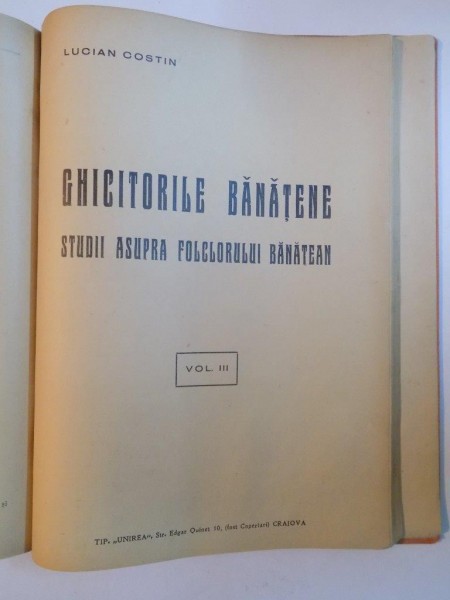 LUCIAN COSTIN
GHICITORILE BĂNĂȚENE
STUDII ASUPRA FOLCLORULUI BĂNĂȚEAN
VOL. III
TIP. „UNIREA", Str. Edgar Quinet 10, (fost Copertari) CRAIOVA